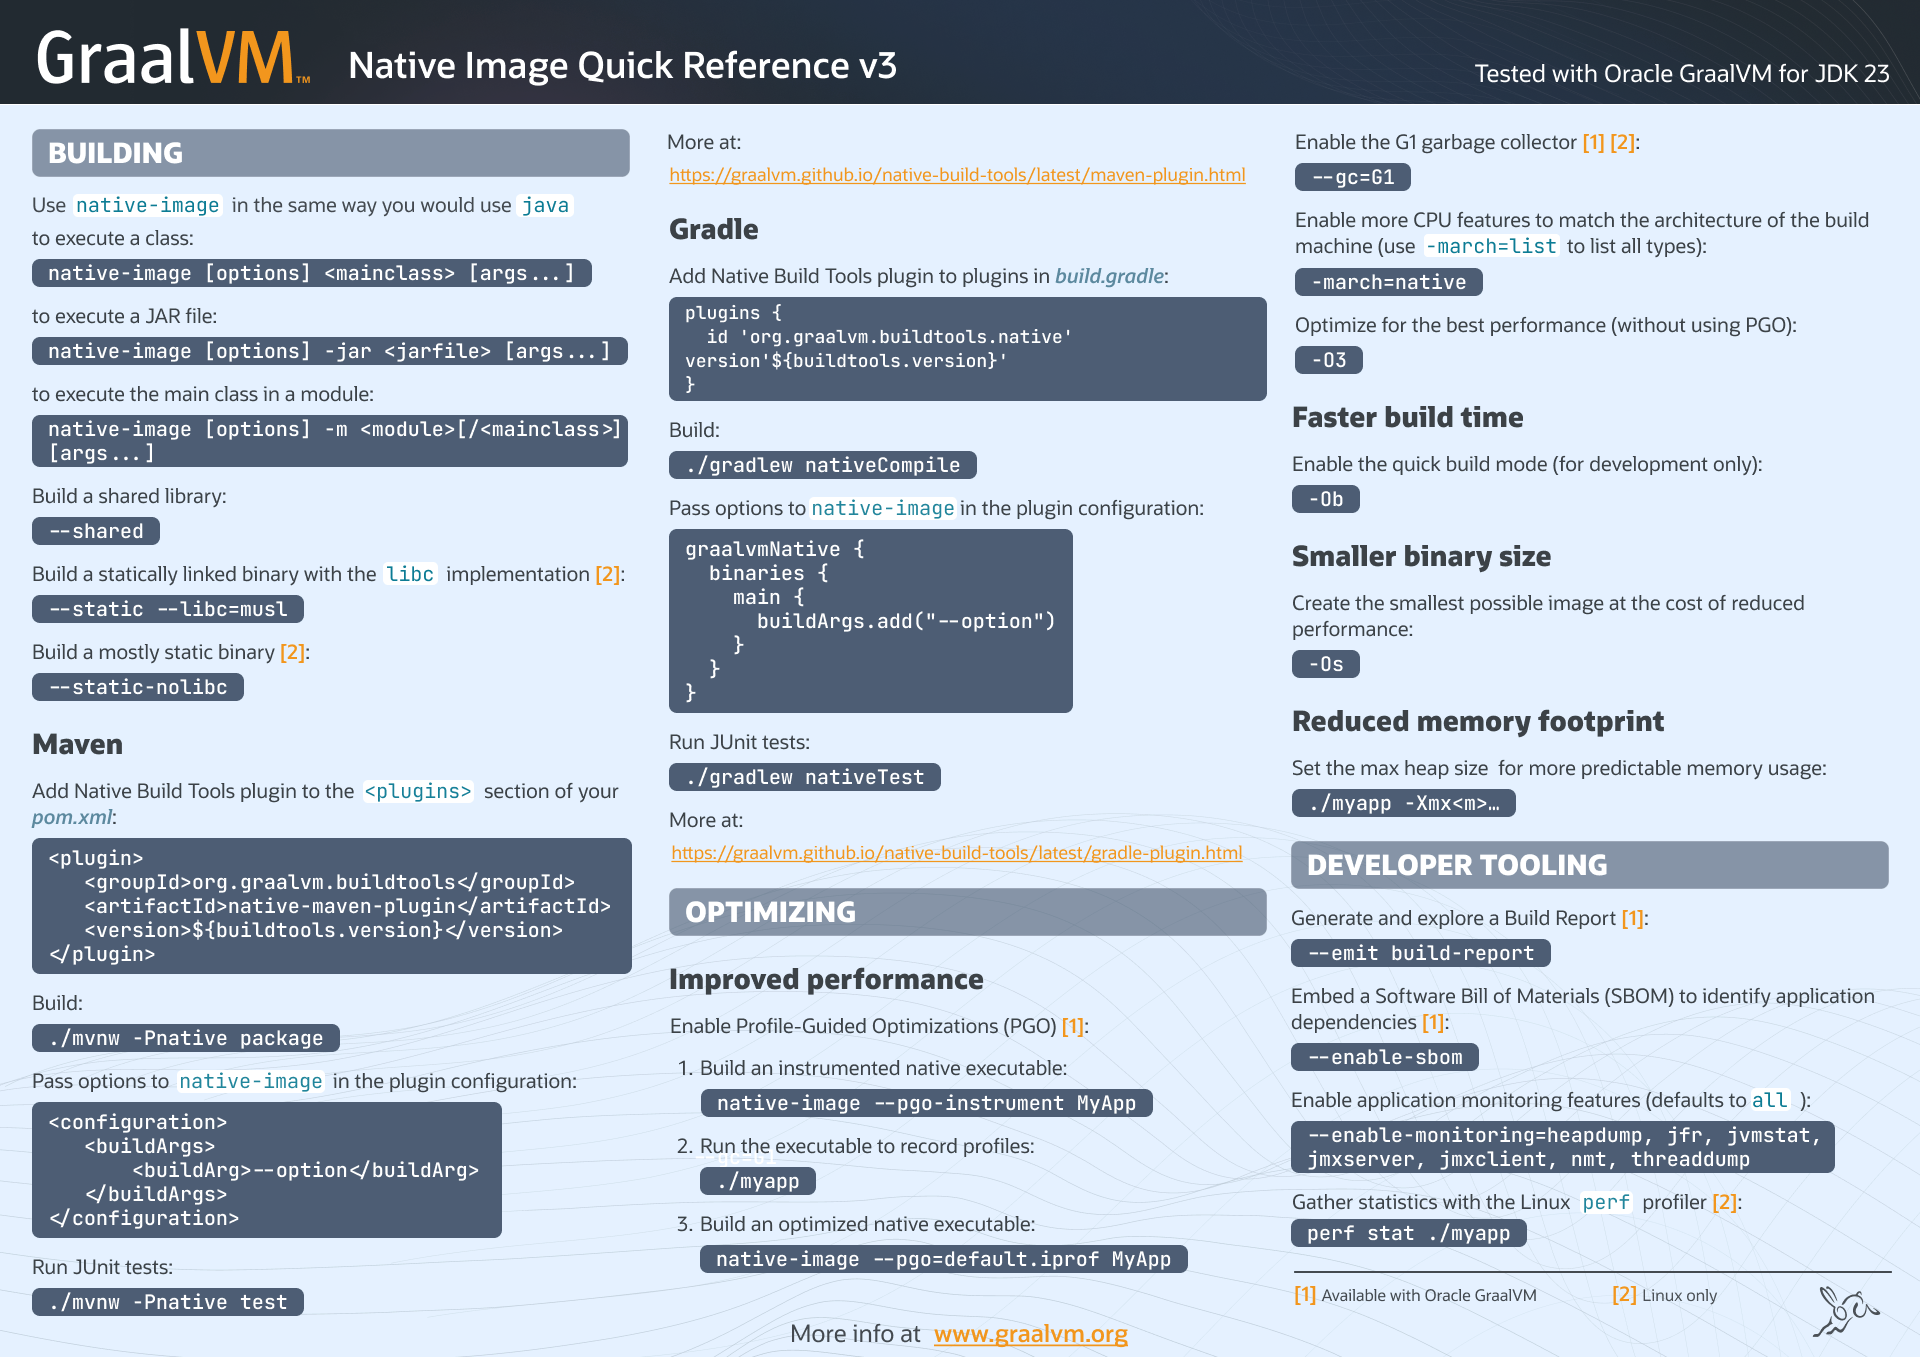 GraalVM™
Native Image Quick Reference v3
Tested with Oracle GraalVM for JDK 23
BUILDING
Use native-image in the same way you would use java
to execute a class:
native-image [options] <mainclass> [args...]
to execute a JAR file:
native-image [options] -jar <jarfile> [args...]
to execute the main class in a module:
native-image [options] -m <module>[/<mainclass>]
[args...]
Build a shared library:
--shared
Build a statically linked binary with the libc implementation [2]:
--static --libc=musl
Build a mostly static binary [2]:
--static-nolibc
Maven
Add Native Build Tools plugin to the <plugins> section of your
pom.xml:
<plugin>
   <groupId>org.graalvm.buildtools</groupId>
   <artifactId>native-maven-plugin</artifactId>
   <version>${buildtools.version}</version>
</plugin>
Build:
./mvnw -Pnative package
Pass options to native-image in the plugin configuration:
<configuration>
   <buildArgs>
       <buildArg>--option</buildArg>
   </buildArgs>
</configuration>
Run JUnit tests:
./mvnw -Pnative test
More at:
https://graalvm.github.io/native-build-tools/latest/maven-plugin.html
Gradle
Add Native Build Tools plugin to plugins in build.gradle:
plugins {
  id 'org.graalvm.buildtools.native'
version'${buildtools.version}'
}
Build:
./gradlew nativeCompile
Pass options to native-image in the plugin configuration:
graalvmNative {
  binaries {
    main {
      buildArgs.add("--option")
    }
  }
}
Run JUnit tests:
./gradlew nativeTest
More at:
https://graalvm.github.io/native-build-tools/latest/gradle-plugin.html
OPTIMIZING
Improved performance
Enable Profile-Guided Optimizations (PGO) [1]:
1. Build an instrumented native executable:
native-image --pgo-instrument MyApp
2. Run the executable to record profiles:
--gc=G1
./myapp
3. Build an optimized native executable:
native-image --pgo=default.iprof MyApp
Enable the G1 garbage collector [1] [2]:
--gc=G1
Enable more CPU features to match the architecture of the build
machine (use -march=list to list all types):
-march=native
Optimize for the best performance (without using PGO):
-O3
Faster build time
Enable the quick build mode (for development only):
-Ob
Smaller binary size
Create the smallest possible image at the cost of reduced
performance:
-Os
Reduced memory footprint
Set the max heap size for more predictable memory usage:
./myapp -Xmx<m>…
DEVELOPER TOOLING
Generate and explore a Build Report [1]:
--emit build-report
Embed a Software Bill of Materials (SBOM) to identify application
dependencies [1]:
--enable-sbom
Enable application monitoring features (defaults to all ):
--enable-monitoring=heapdump, jfr, jvmstat,
jmxserver, jmxclient, nmt, threaddump
Gather statistics with the Linux perf profiler [2]:
perf stat ./myapp
[1] Available with Oracle GraalVM
[2] Linux only
More info at www.graalvm.org